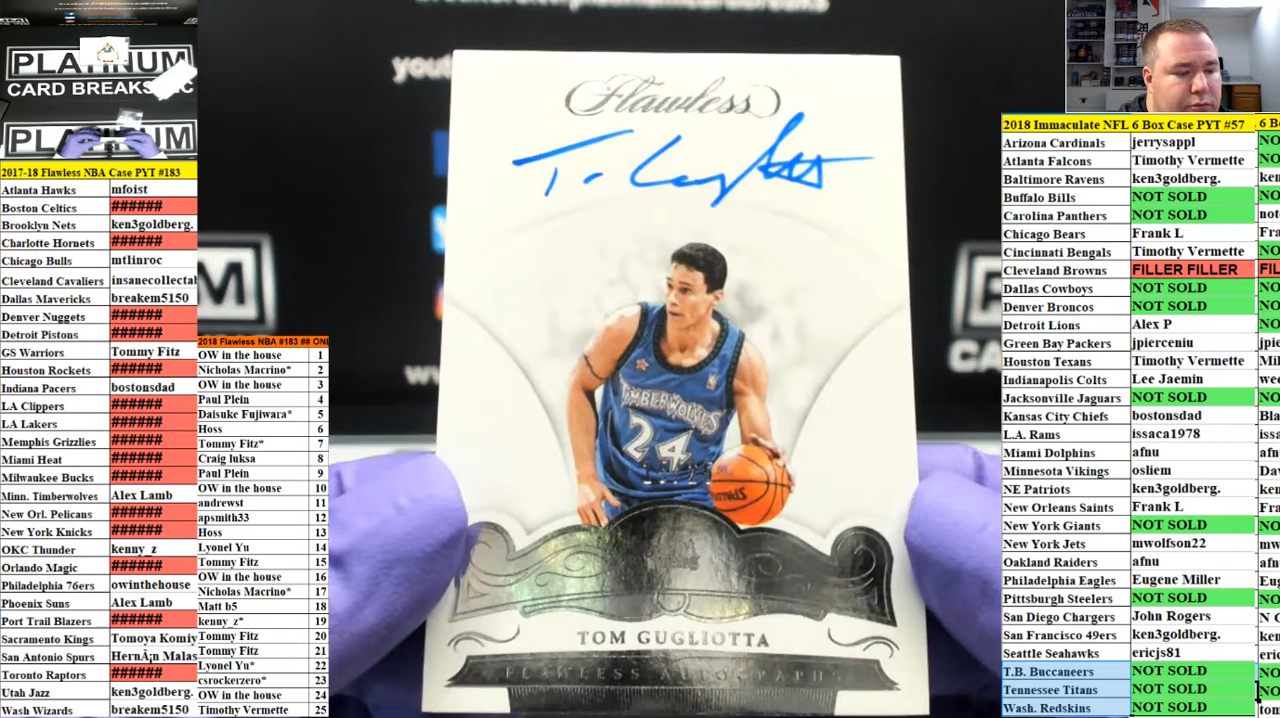 PLATINUM
CARD BREAKS
PLATINUM
2017-18 Flawless NBA Case PYT #183
Atlanta Hawks mfoist
Boston Celtics ######
Brooklyn Nets ken3goldberg.
Charlotte Hornets ######
Chicago Bulls mtlinroc
Cleveland Cavaliers insanecollectal
Dallas Mavericks breakem5150
Denver Nuggets ######
Detroit Pistons ######
GS Warriors Tommy Fitz
Houston Rockets ######
Indiana Pacers bostonsdad
LA Clippers ######
LA Lakers ######
Memphis Grizzlies ######
Miami Heat ######
Milwaukee Bucks ######
Minn. Timberwolves Alex Lamb
New Orl. Pelicans ######
New York Knicks ######
OKC Thunder kenny_z
Orlando Magic ######
Philadelphia 76ers owinthehouse
Phoenix Suns Alex Lamb
Port Trail Blazers ######
Sacramento Kings Tomoya Komiy
San Antonio Spurs HernÃ¡n Malas
Toronto Raptors ######
Utah Jazz ken3goldberg.
Wash Wizards breakem5150
2018 Flawless NBA #183 ## ONL
OW in the house 1
Nicholas Macrino* 2
OW in the house 3
Paul Plein 4
Daisuke Fujiwara* 5
Hoss 6
Tommy Fitz* 7
Craig luksa 8
Paul Plein 9
OW in the house 10
andrewst 11
apsmith33 12
Hoss 13
Lyonel Yu 14
Tommy Fitz 15
OW in the house 16
Nicholas Macrino* 17
Matt b5 18
kenny_z* 19
Tommy Fitz 20
Tommy Fitz 21
Lyonel Yu* 22
csrockerzero* 23
OW in the house 24
Timothy Vermette 25
you
Flawless
TIMBERWOLVES
24
TOM GUGLIOTTA
FLAWLESS AUTOGRAPH
2018 Immaculate NFL 6 Box Case PYT #57
Arizona Cardinals jerrysappl
Atlanta Falcons Timothy Vermette
Baltimore Ravens ken3goldberg.
Buffalo Bills NOT SOLD
Carolina Panthers NOT SOLD
Chicago Bears Frank L
Cincinnati Bengals Timothy Vermette
Cleveland Browns FILLER FILLER
Dallas Cowboys NOT SOLD
Denver Broncos NOT SOLD
Detroit Lions Alex P
Green Bay Packers jpierceniu
Houston Texans Timothy Vermette
Indianapolis Colts Lee Jaemin
Jacksonville Jaguars NOT SOLD
Kansas City Chiefs bostonsdad
L.A. Rams issaca1978
Miami Dolphins afnu
Minnesota Vikings osliem
NE Patriots ken3goldberg.
New Orleans Saints Frank L
New York Giants NOT SOLD
New York Jets mwolfson22
Oakland Raiders afnu
Philadelphia Eagles Eugene Miller
Pittsburgh Steelers NOT SOLD
San Diego Chargers John Rogers
San Francisco 49ers ken3goldberg.
Seattle Seahawks ericjs81
T.B. Buccaneers NOT SOLD
Tennessee Titans NOT SOLD
Wash. Redskins NOT SOLD